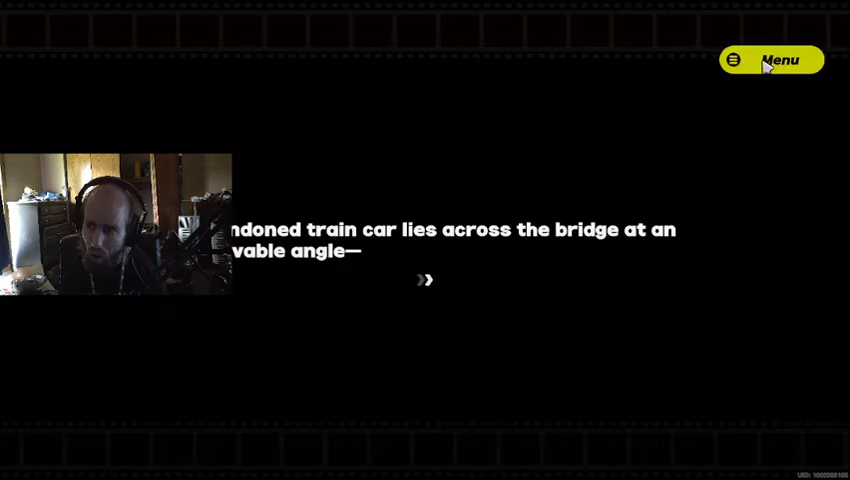 Menu
ndoned train car lies across the bridge at an
vable angle—